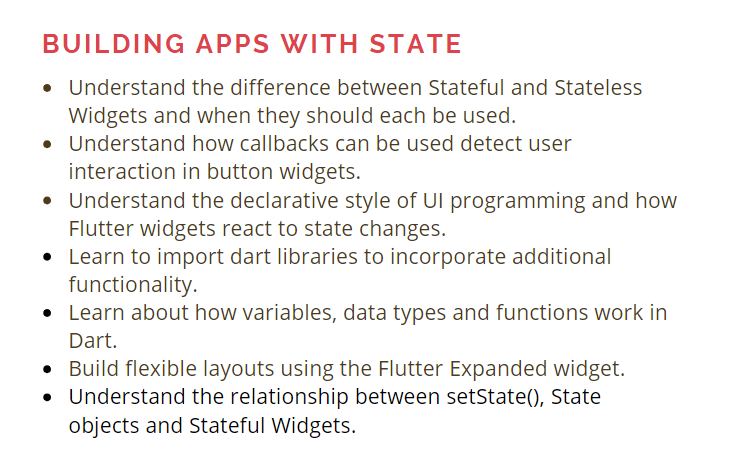 BUILDING APPS WITH STATE
• Understand the difference between Stateful and Stateless
Widgets and when they should each be used.
• Understand how callbacks can be used detect user
interaction in button widgets.
• Understand the declarative style of UI programming and how
Flutter widgets react to state changes.
• Learn to import dart libraries to incorporate additional
functionality.
• Learn about how variables, data types and functions work in
Dart.
• Build flexible layouts using the Flutter Expanded widget.
• Understand the relationship between setState(), State
objects and Stateful Widgets.